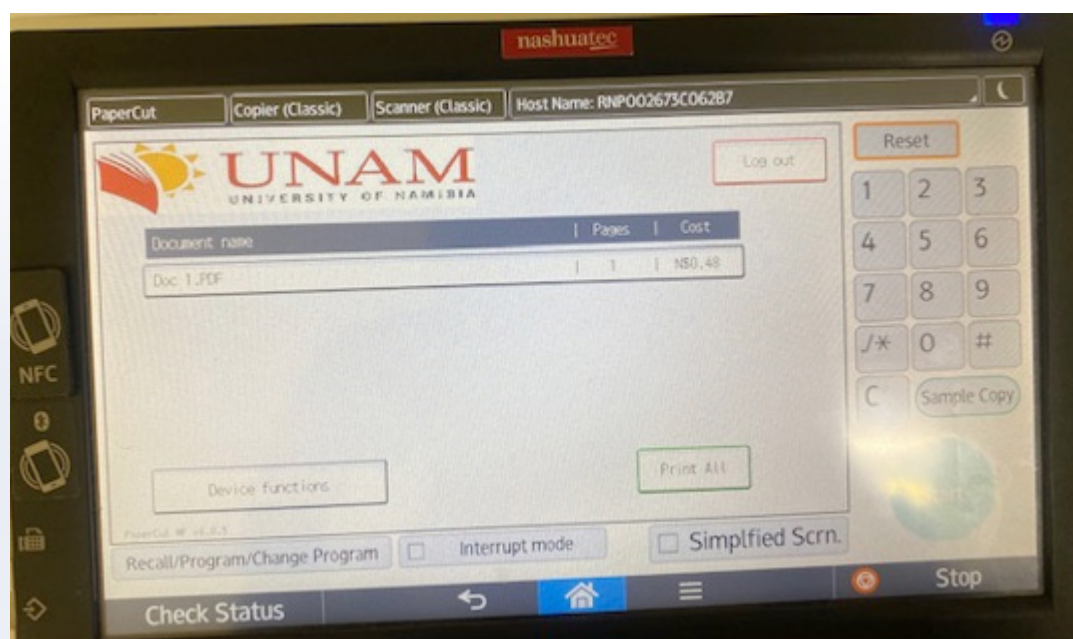 nashuatec
PaperCut
Copier (Classic)
Scanner (Classic)
Host Name: RNP002673C06287
UNAM
UNIVERSITY OF NAMIBIA
Log out
Document name | Pages | Cost
Doc 1.PDF | 1 | N$0.48
Device functions
Print All
Recall/Program/Change Program
Interrupt mode
Simplfied Scrn.
Check Status
Stop
Reset
1 2 3
4 5 6
7 8 9
./* 0 #
C Sample Copy
NFC